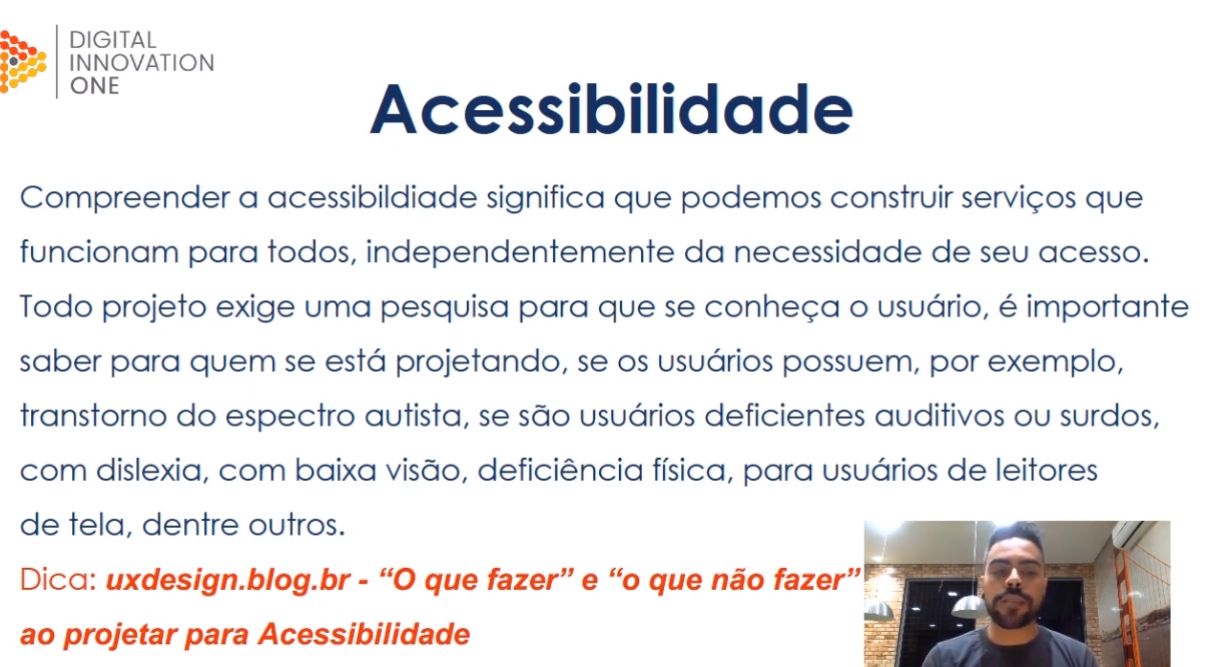 DIGITAL
INNOVATION
ONE
Acessibilidade
Compreender a acessibildiade significa que podemos construir serviços que
funcionam para todos, independentemente da necessidade de seu acesso.
Todo projeto exige uma pesquisa para que se conheça o usuário, é importante
saber para quem se está projetando, se os usuários possuem, por exemplo,
transtorno do espectro autista, se são usuários deficientes auditivos ou surdos,
com dislexia, com baixa visão, deficiência física, para usuários de leitores
de tela, dentre outros.
Dica: uxdesign.blog.br - “O que fazer” e “o que não fazer”
ao projetar para Acessibilidade